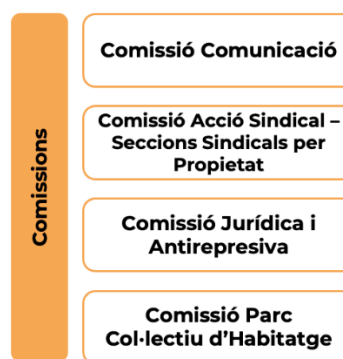 Comissions
Comissió Comunicació
Comissió Acció Sindical –
Seccions Sindicals per
Propietat
Comissió Jurídica i
Antirepresiva
Comissió Parc
Col·lectiu d’Habitatge